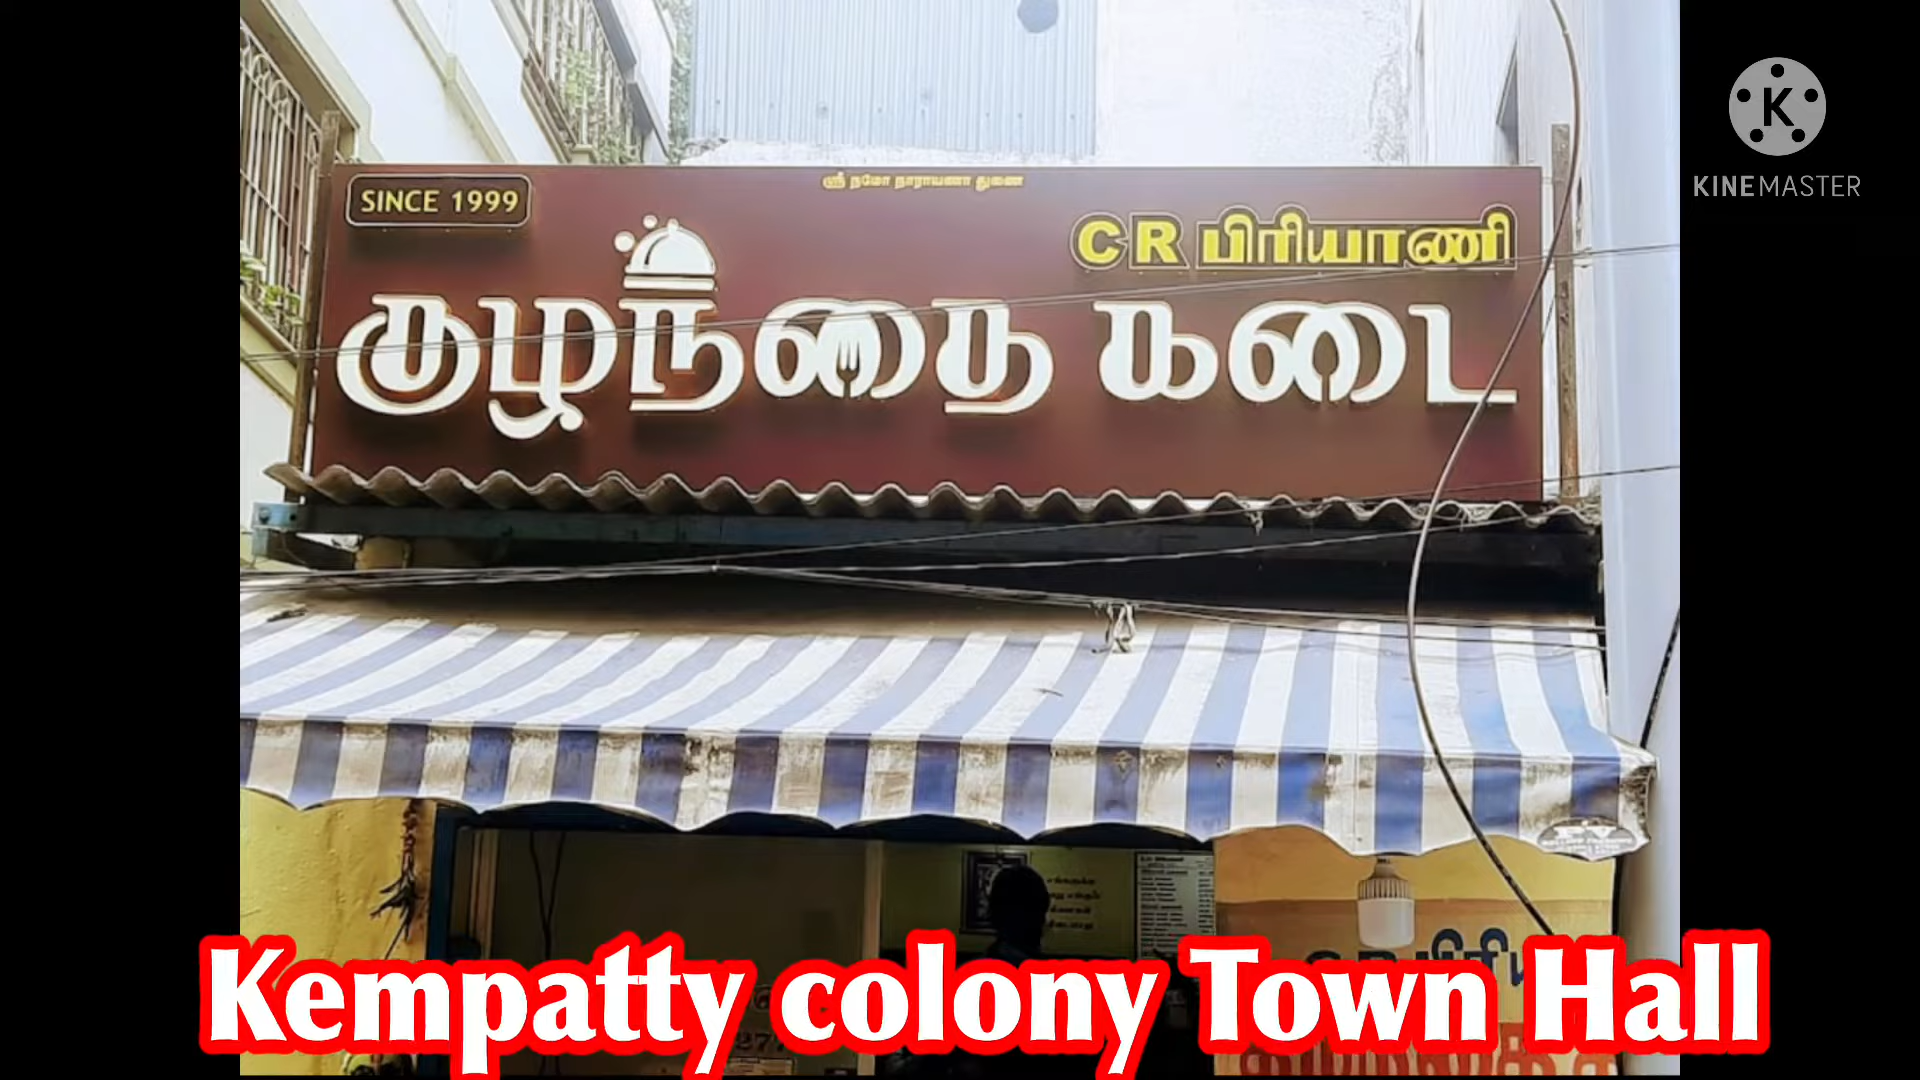 ஸ்ரீ நமோ நாராயணா துணை
SINCE 1999
CR பிரியாணி
குழந்தை கடை
K
KINEMASTER
Kempatty colony Town Hall